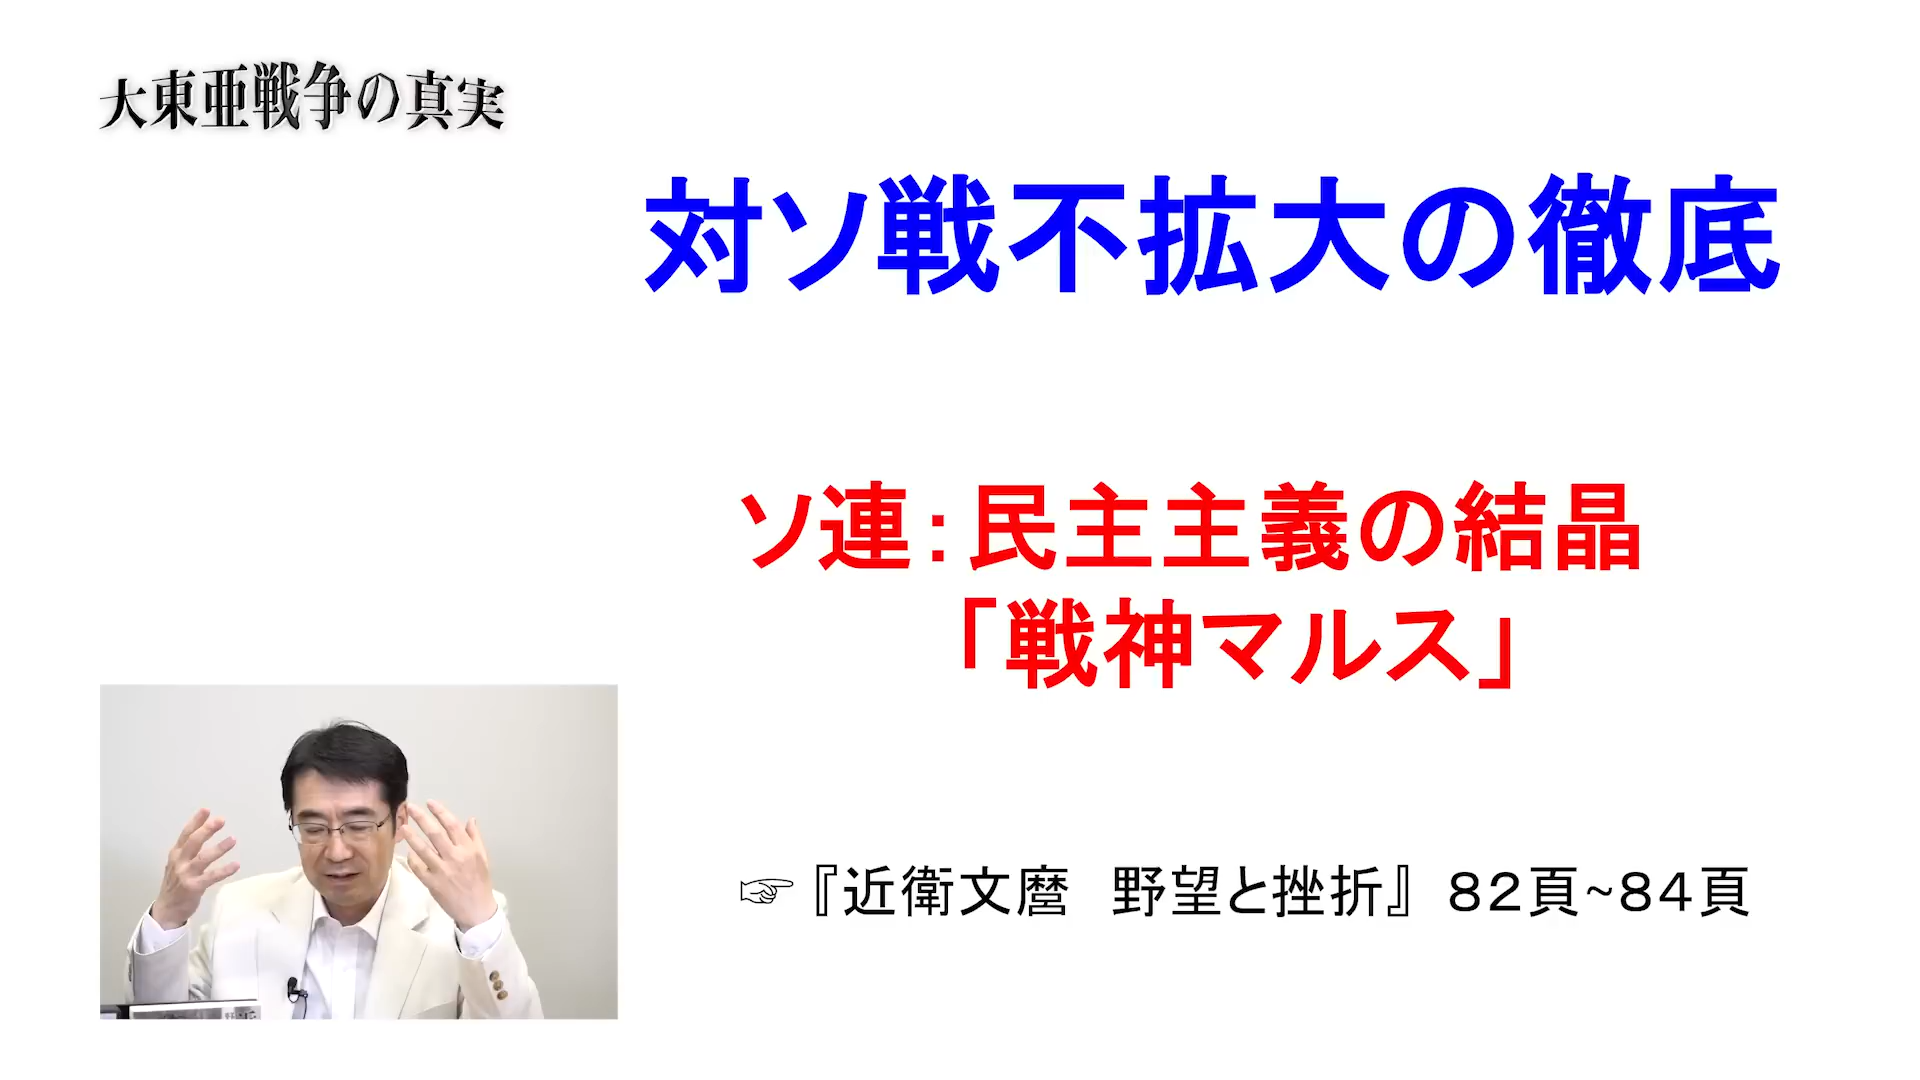 大東亜戦争の真実
対ソ戦不拡大の徹底
ソ連：民主主義の結晶
「戦神マルス」
☞『近衛文麿　野望と挫折』 ８２頁~８４頁